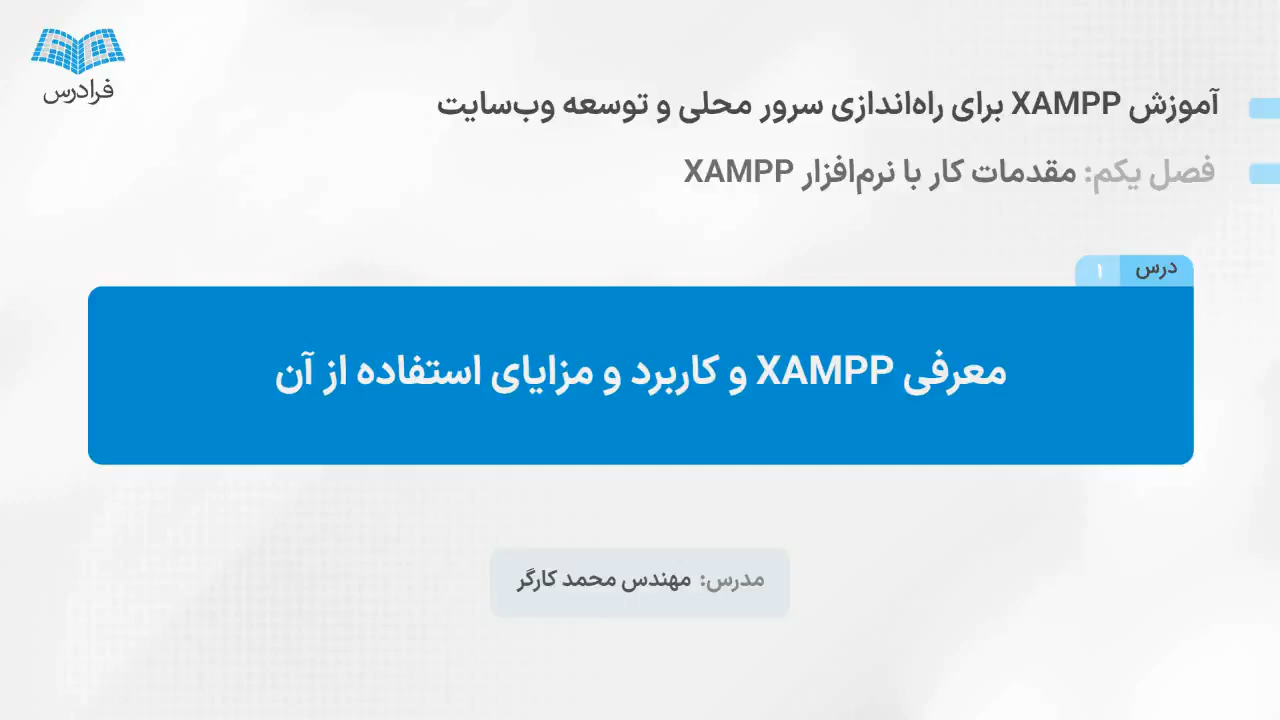 فرادرس
آموزش XAMPP برای راه‌اندازی سرور محلی و توسعه وب‌سایت
فصل یکم: مقدمات کار با نرم‌افزار XAMPP
درس ۱
معرفی XAMPP و کاربرد و مزایای استفاده از آن
مدرس: مهندس محمد کارگر